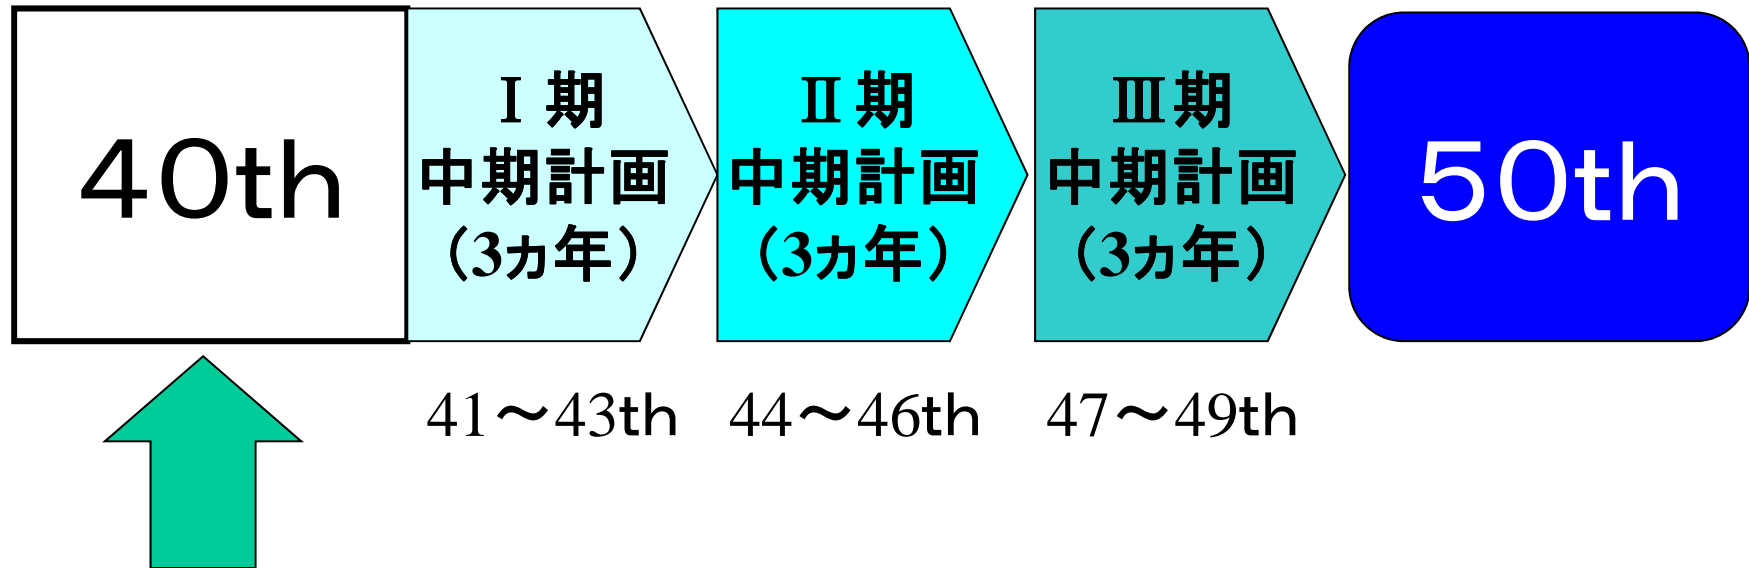 40th
Ⅰ期
中期計画
（3ヵ年）
Ⅱ期
中期計画
（3ヵ年）
Ⅲ期
中期計画
（3ヵ年）
50th
41～43th
44～46th
47～49th